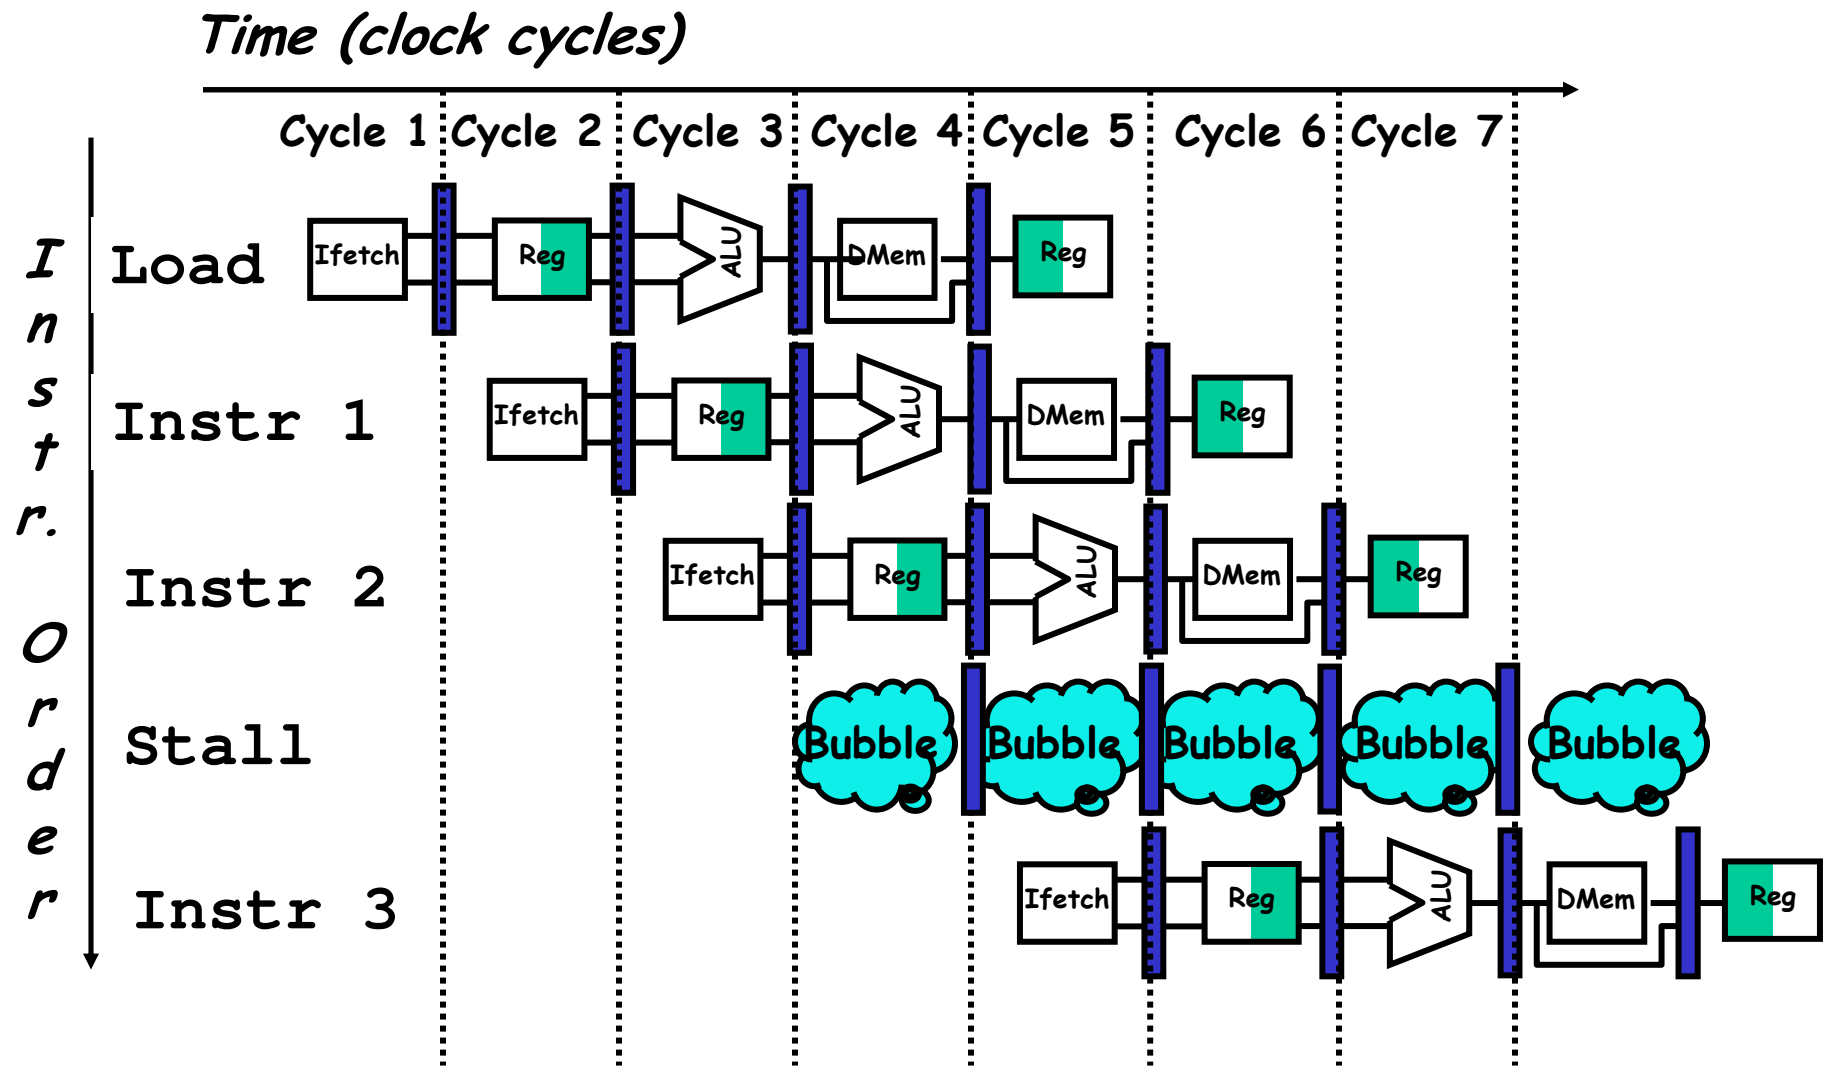 Time (clock cycles)
Cycle 1 Cycle 2 Cycle 3 Cycle 4 Cycle 5 Cycle 6 Cycle 7
Instr. Order
Load Ifetch Reg ALU DMem Reg
Instr 1 Ifetch Reg ALU DMem Reg
Instr 2 Ifetch Reg ALU DMem Reg
Stall Bubble Bubble Bubble Bubble Bubble
Instr 3 Ifetch Reg ALU DMem Reg